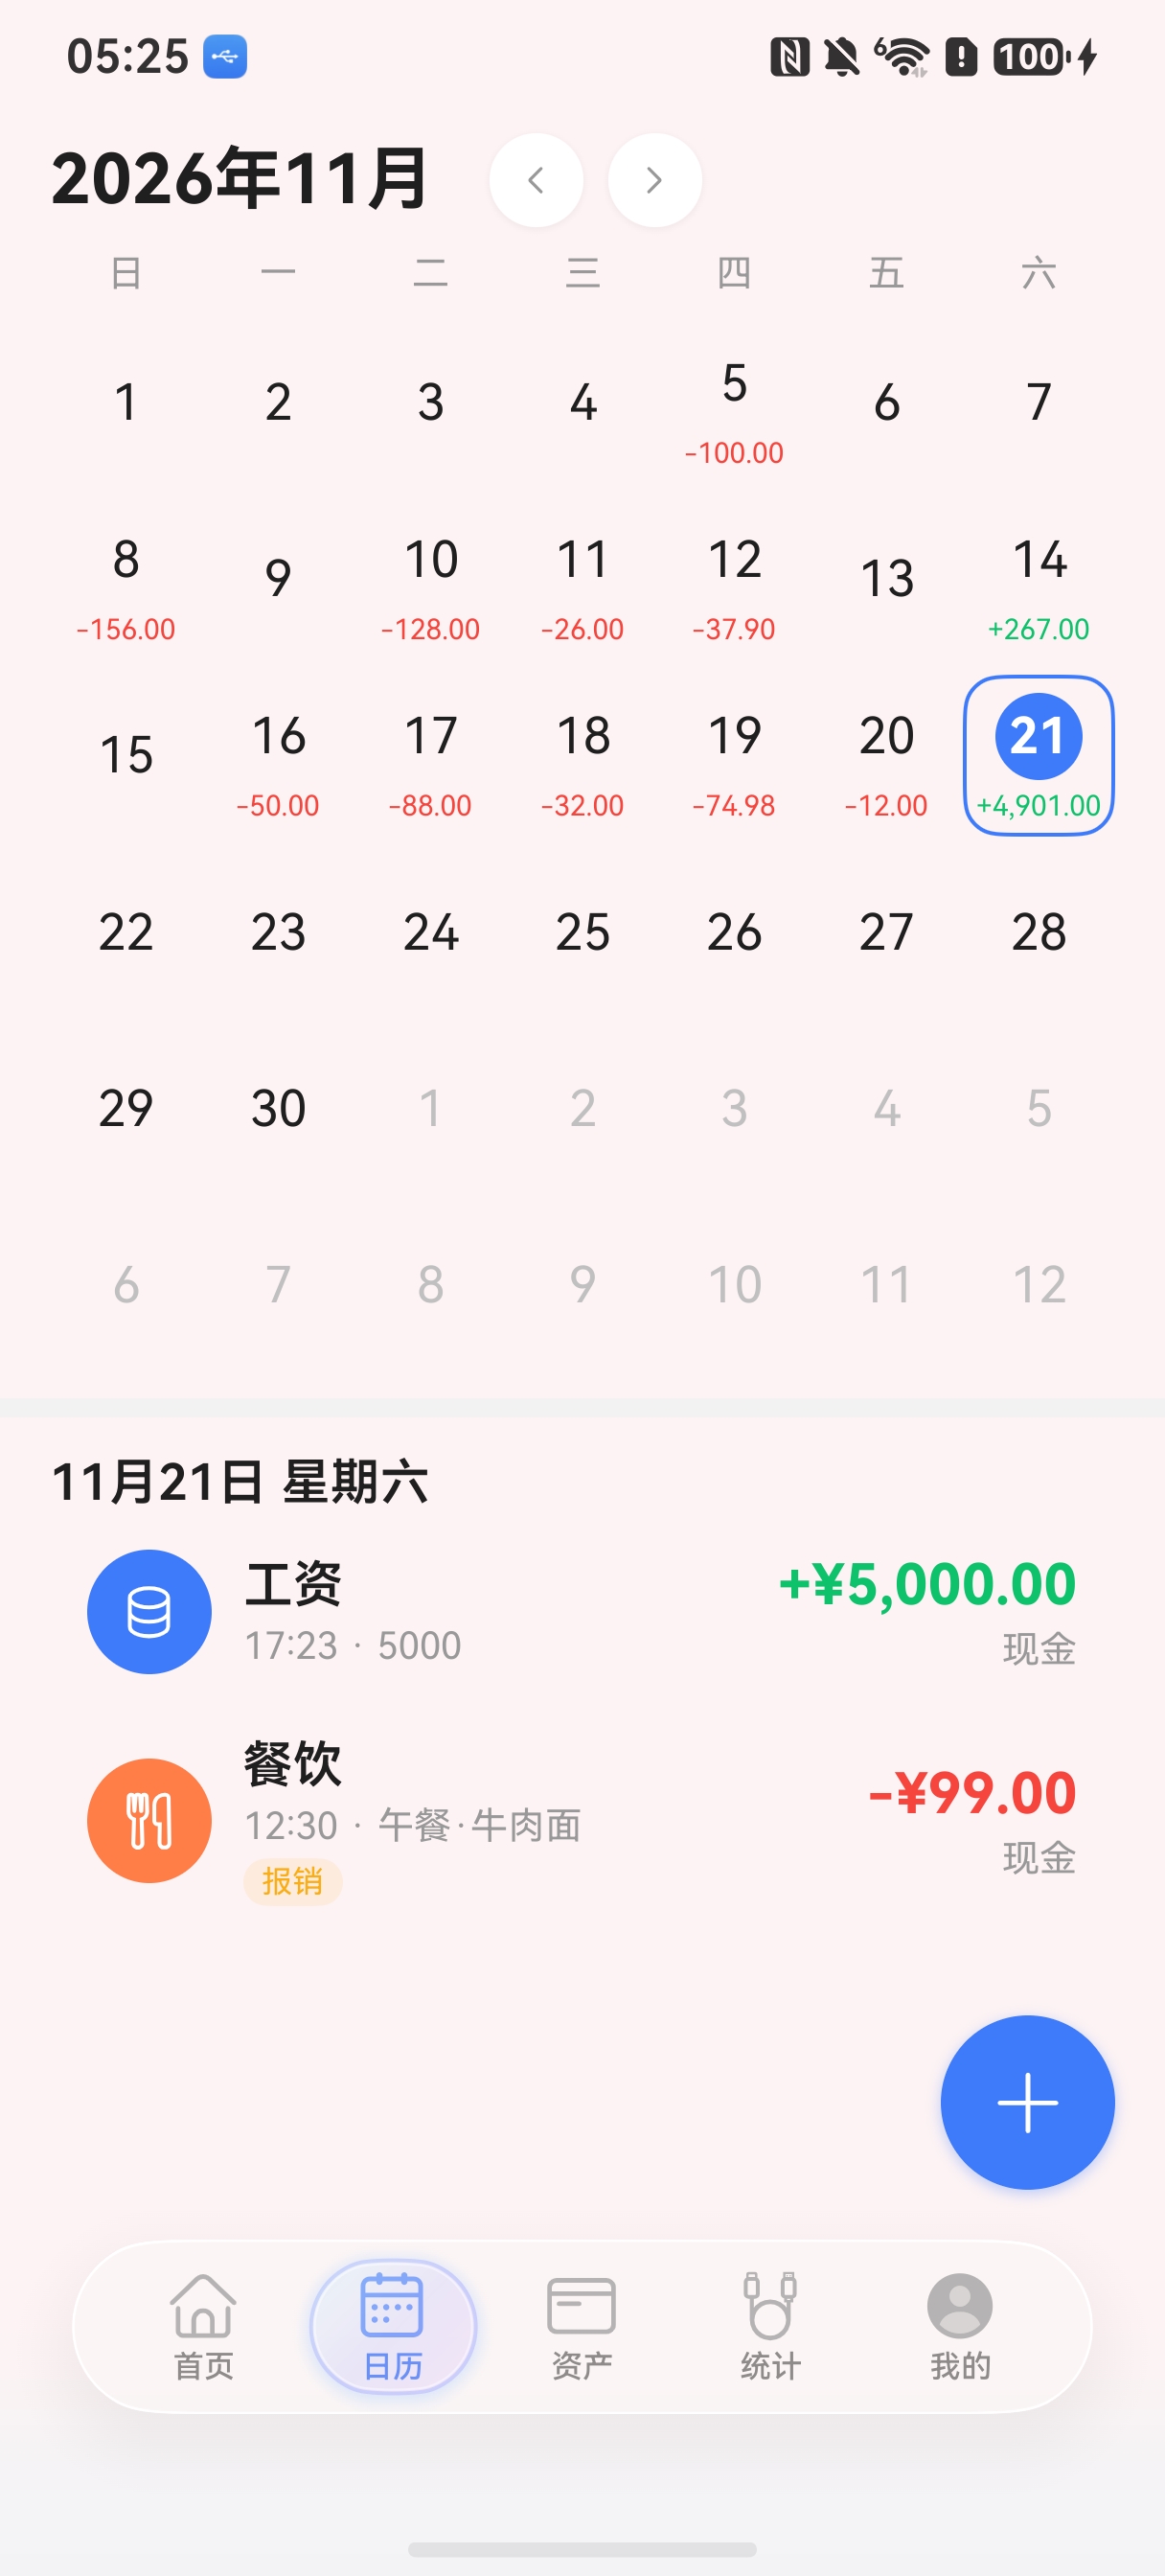 05:25 6 100
2026年11月
日 一 二 三 四 五 六
1 2 3 4 5 6 7
-100.00
8 9 10 11 12 13 14
-156.00 -128.00 -26.00 -37.90 +267.00
15 16 17 18 19 20 21
-50.00 -88.00 -32.00 -74.98 -12.00 +4,901.00
22 23 24 25 26 27 28
29 30 1 2 3 4 5
6 7 8 9 10 11 12
11月21日 星期六
工资 +¥5,000.00
17:23 · 5000 现金
餐饮 -¥99.00
12:30 · 午餐·牛肉面 现金
报销
首页 日历 资产 统计 我的